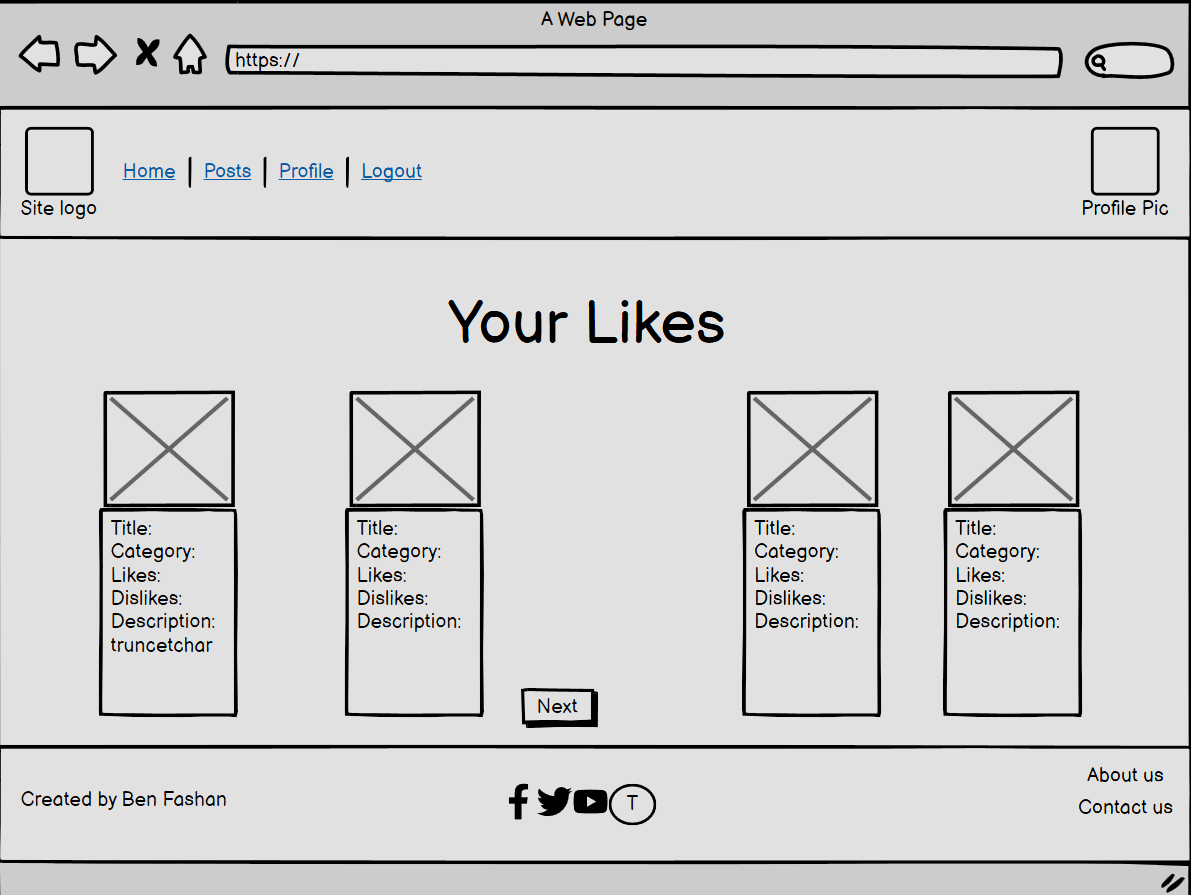 A Web Page
https://
Home
Posts
Profile
Logout
Site logo
Profile Pic
Your Likes
Title:
Category:
Likes:
Dislikes:
Description:
truncetchar
Title:
Category:
Likes:
Dislikes:
Description:
Title:
Category:
Likes:
Dislikes:
Description:
Title:
Category:
Likes:
Dislikes:
Description:
Next
Created by Ben Fashan
T
About us
Contact us